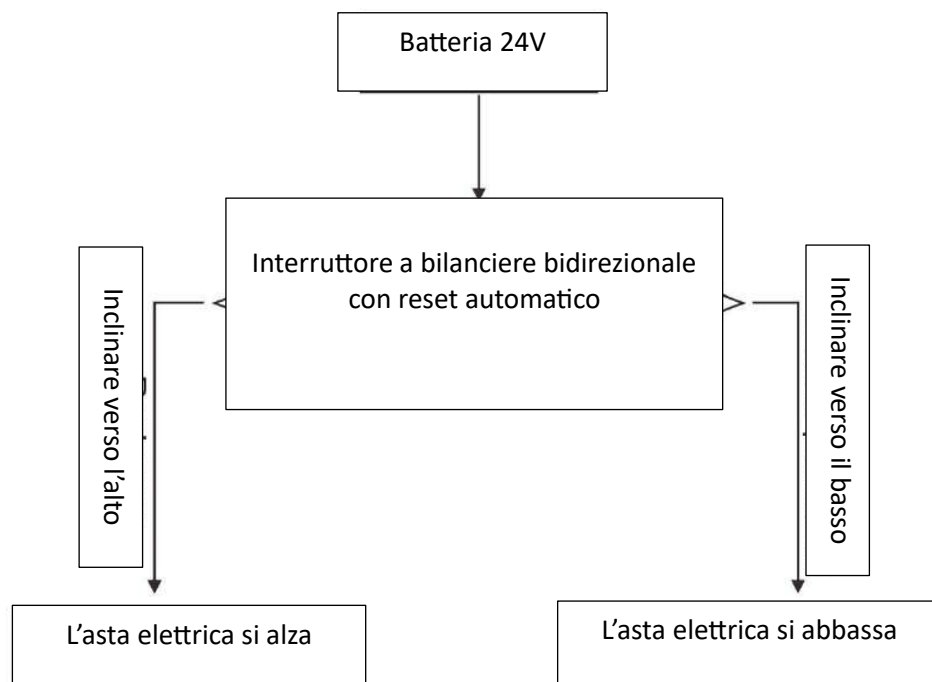 Batteria 24V
Interruttore a bilanciere bidirezionale
con reset automatico
Inclinare verso l'alto
Inclinare verso il basso
L'asta elettrica si alza
L'asta elettrica si abbassa